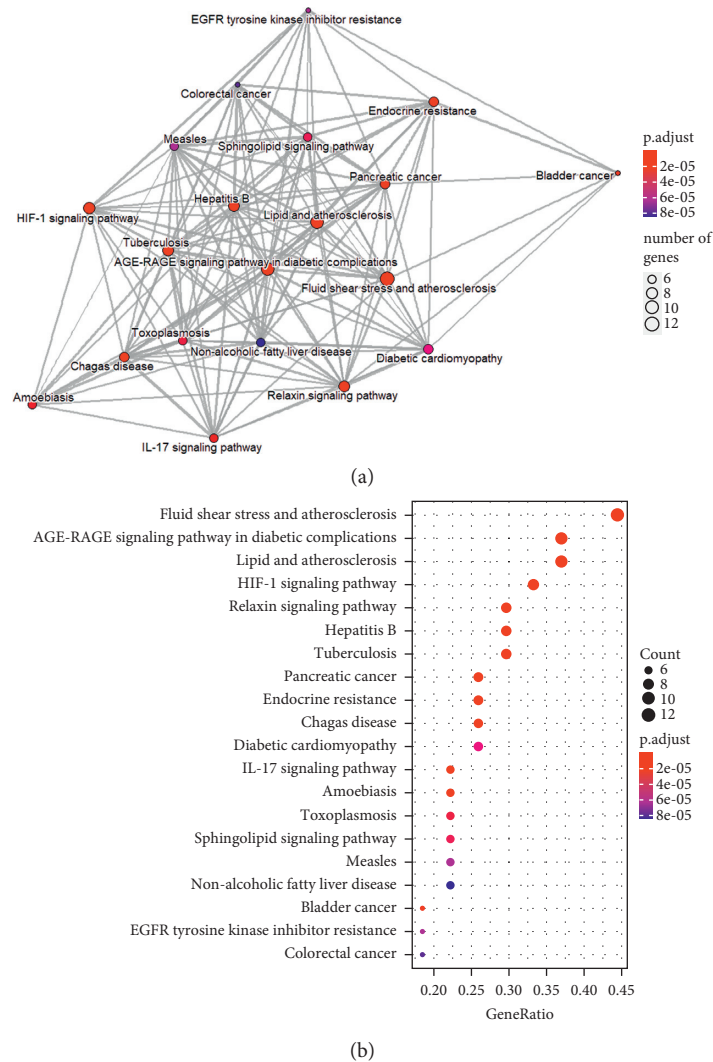 EGFR tyrosine kinase inhibitor resistance
Colorectal cancer
Endocrine resistance
Measles
Sphingolipid signaling pathway
Pancreatic cancer
Bladder cancer
Hepatitis B
HIF-1 signaling pathway
Lipid and atherosclerosis
Tuberculosis
AGE-RAGE signaling pathway in diabetic complications
Fluid shear stress and atherosclerosis
Toxoplasmosis
Non-alcoholic fatty liver disease
Diabetic cardiomyopathy
Chagas disease
Amoebiasis
Relaxin signaling pathway
IL-17 signaling pathway
p.adjust
2e-05
4e-05
6e-05
8e-05
number of
genes
6
8
10
12
(a)
Fluid shear stress and atherosclerosis
AGE-RAGE signaling pathway in diabetic complications
Lipid and atherosclerosis
HIF-1 signaling pathway
Relaxin signaling pathway
Hepatitis B
Tuberculosis
Pancreatic cancer
Endocrine resistance
Chagas disease
Diabetic cardiomyopathy
IL-17 signaling pathway
Amoebiasis
Toxoplasmosis
Sphingolipid signaling pathway
Measles
Non-alcoholic fatty liver disease
Bladder cancer
EGFR tyrosine kinase inhibitor resistance
Colorectal cancer
0.20 0.25 0.30 0.35 0.40 0.45
GeneRatio
Count
6
8
10
12
p.adjust
2e-05
4e-05
6e-05
8e-05
(b)